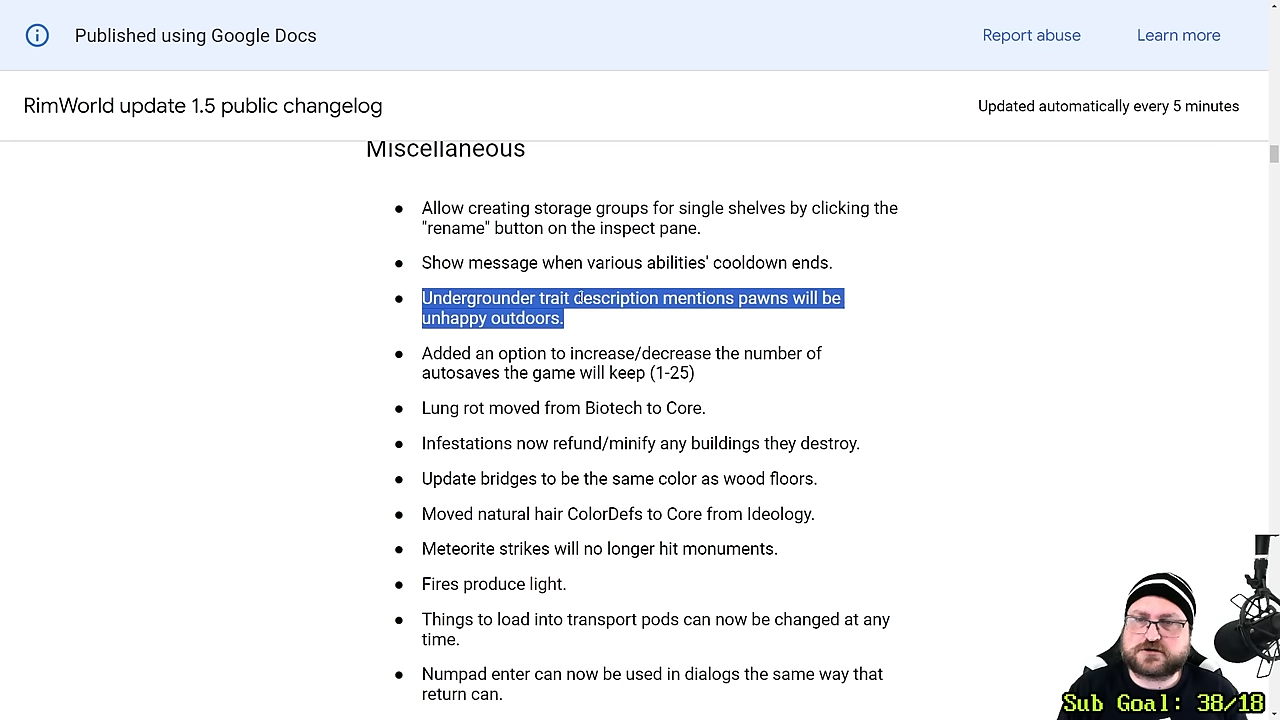 Published using Google Docs
Report abuse
Learn more
RimWorld update 1.5 public changelog
Updated automatically every 5 minutes
Miscellaneous
● Allow creating storage groups for single shelves by clicking the
"rename" button on the inspect pane.
● Show message when various abilities' cooldown ends.
● Undergrounder trait description mentions pawns will be
unhappy outdoors.
● Added an option to increase/decrease the number of
autosaves the game will keep (1-25)
● Lung rot moved from Biotech to Core.
● Infestations now refund/minify any buildings they destroy.
● Update bridges to be the same color as wood floors.
● Moved natural hair ColorDefs to Core from Ideology.
● Meteorite strikes will no longer hit monuments.
● Fires produce light.
● Things to load into transport pods can now be changed at any
time.
● Numpad enter can now be used in dialogs the same way that
return can.
Sub Goal: 38/18